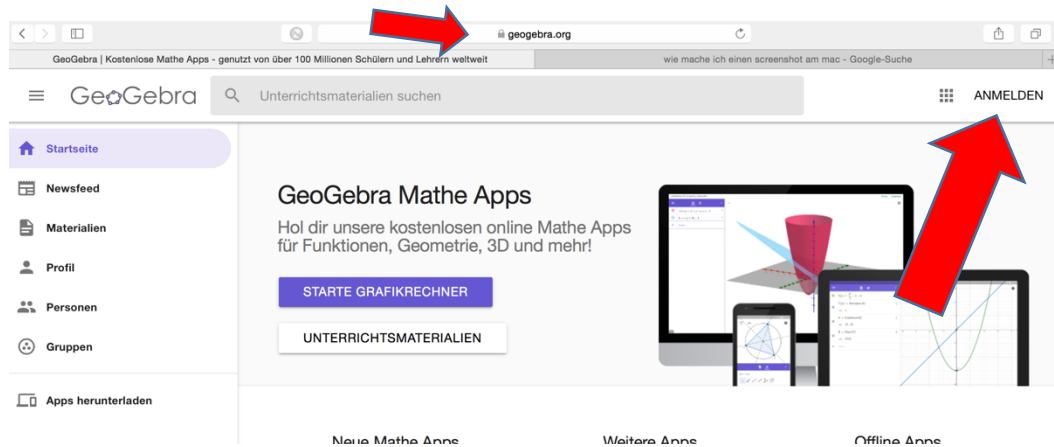 geogebra.org
GeoGebra | Kostenlose Mathe Apps - genutzt von über 100 Millionen Schülern und Lehrern weltweit
wie mache ich einen screenshot am mac - Google-Suche
GeoGebra
Unterrichtsmaterialien suchen
ANMELDEN
Startseite
Newsfeed
Materialien
Profil
Personen
Gruppen
Apps herunterladen
GeoGebra Mathe Apps
Hol dir unsere kostenlosen online Mathe Apps
für Funktionen, Geometrie, 3D und mehr!
STARTE GRAFIKRECHNER
UNTERRICHTSMATERIALIEN
Neue Mathe Apps
Weitere Apps
Offline Apps